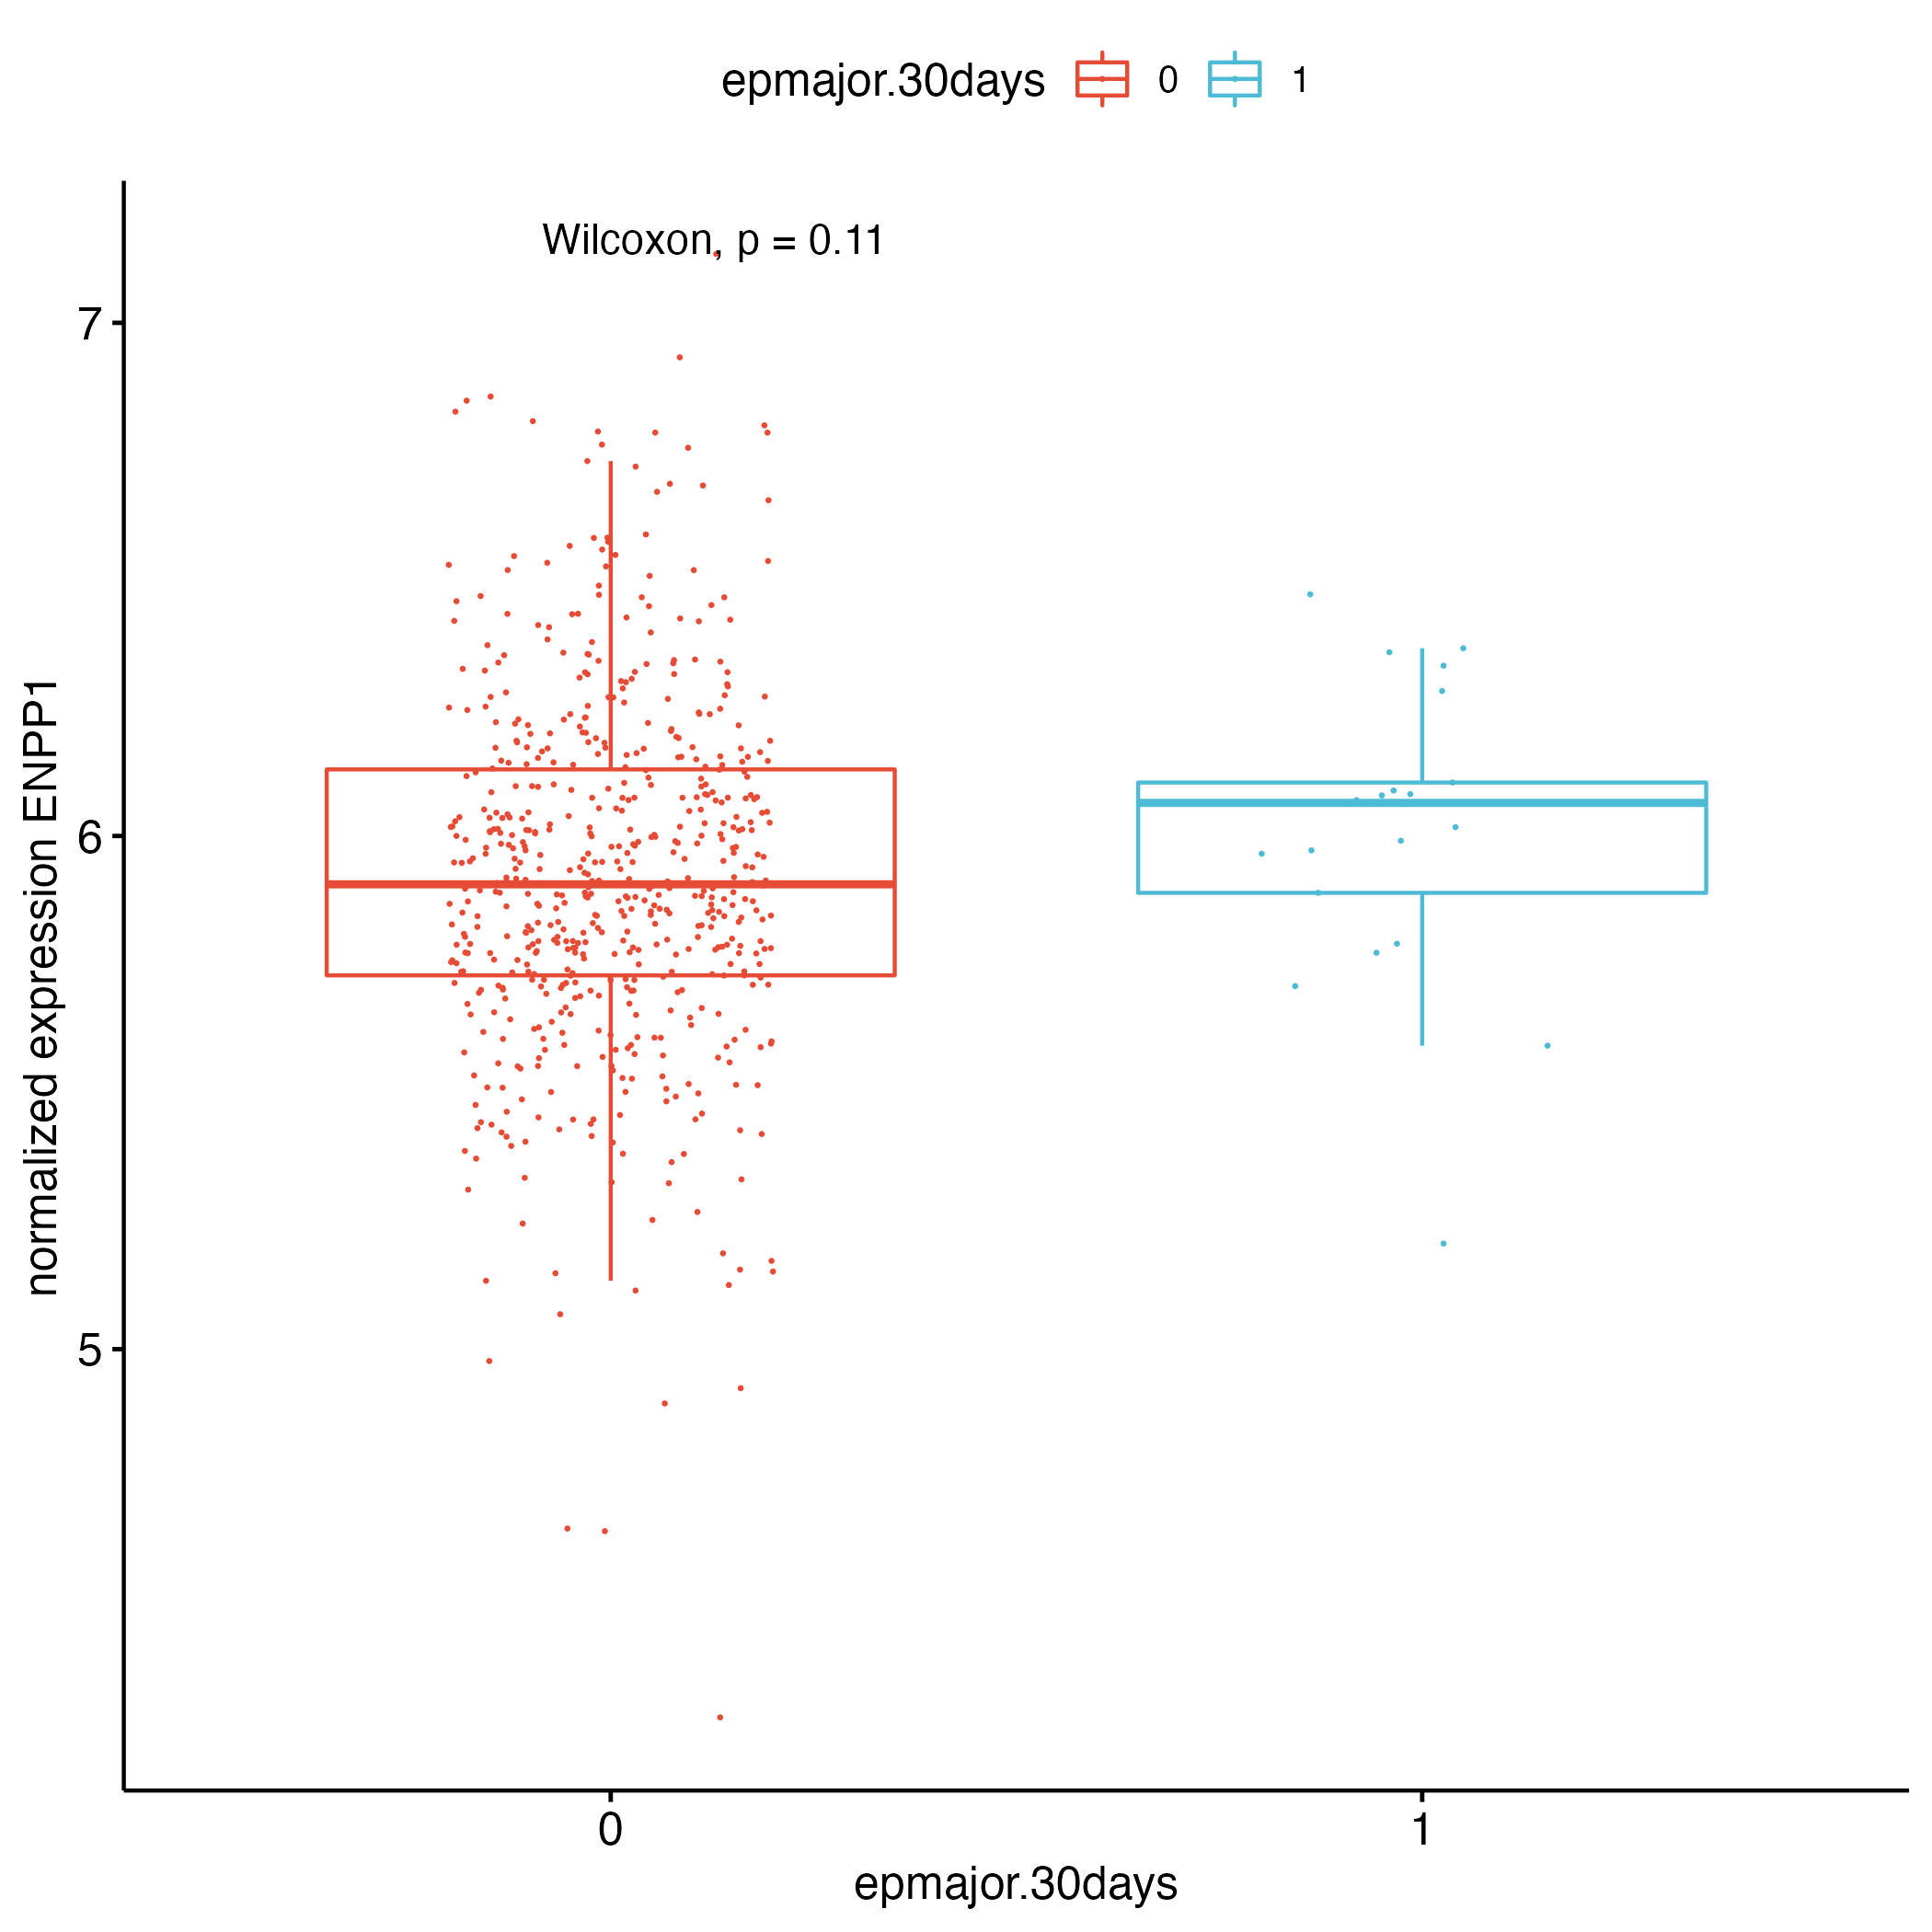 epmajor.30days 0 1
Wilcoxon, p = 0.11
7
6
5
normalized expression ENPP1
0 1
epmajor.30days